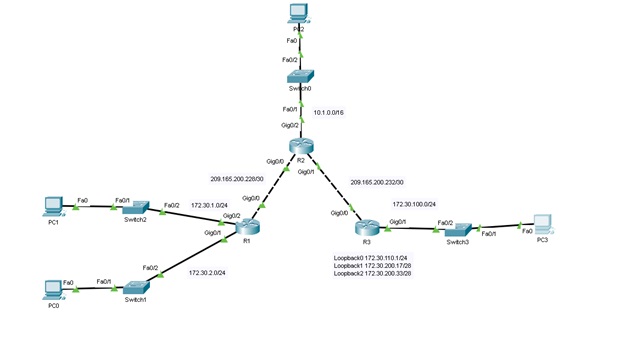 PC2
Fa0
Fa0/2
Switch0
Fa0/1
10.1.0.0/16
Gig0/2
R2
Gig0/0
Gig0/1
209.165.200.228/30
209.165.200.232/30
Fa0
Fa0/1
Fa0/2
172.30.1.0/24
Gig0/0
Gig0/2
PC1
Switch2
Gig0/1
R1
172.30.100.0/24
Gig0/0
Gig0/1
Fa0/2
Fa0/1
Fa0
R3
Switch3
PC3
Loopback0 172.30.110.1/24
Loopback1 172.30.200.17/28
Loopback2 172.30.200.33/28
Fa0/2
172.30.2.0/24
Fa0
Fa0/1
PC0
Switch1